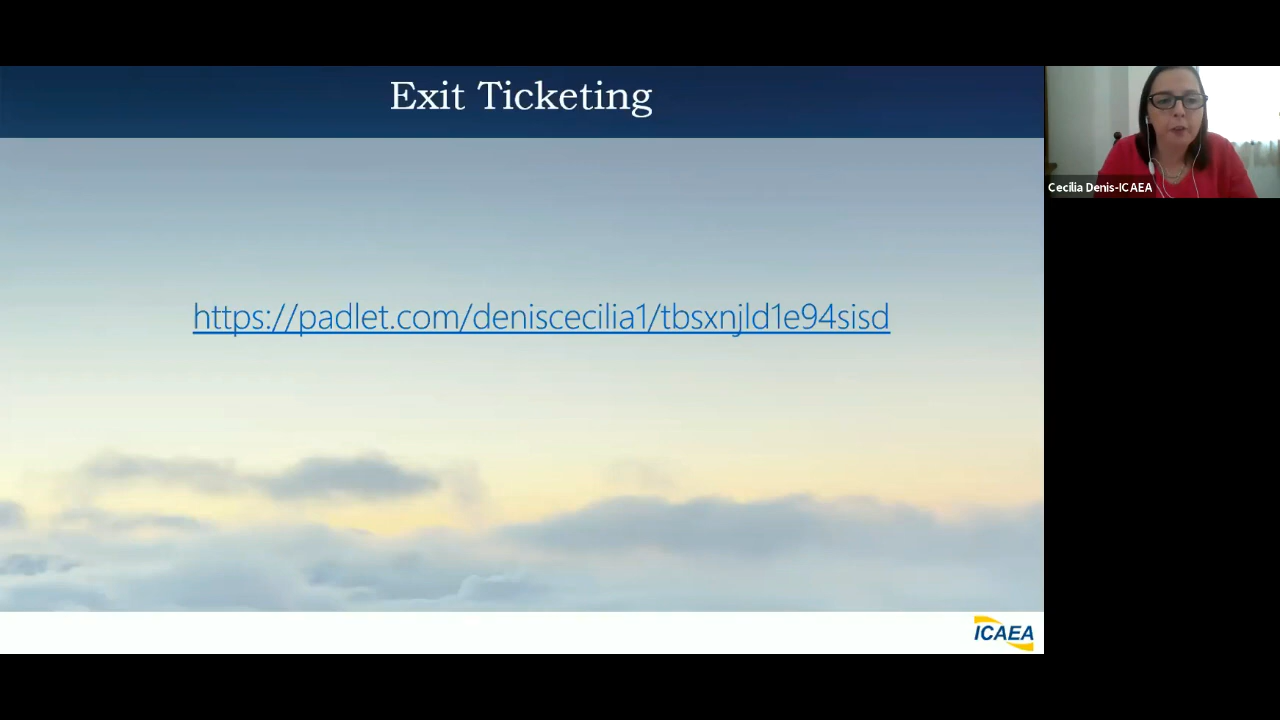 Exit Ticketing
Cecilia Denis-ICAEA
https://padlet.com/deniscecilia1/tbsxnjld1e94sisd
ICAEA